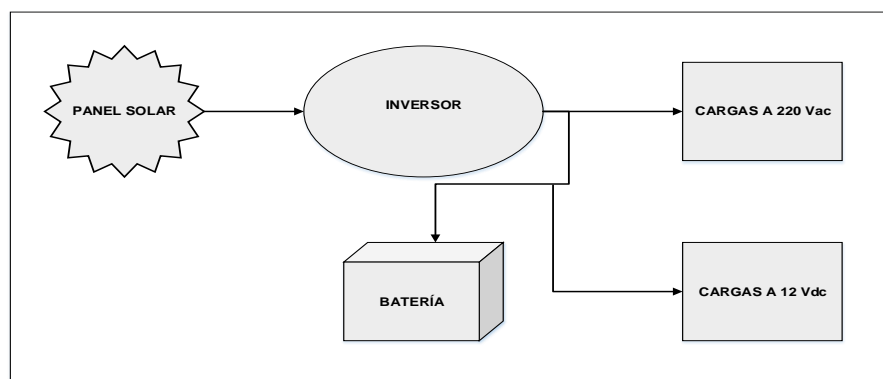 PANEL SOLAR
INVERSOR
CARGAS A 220 Vac
BATERÍA
CARGAS A 12 Vdc